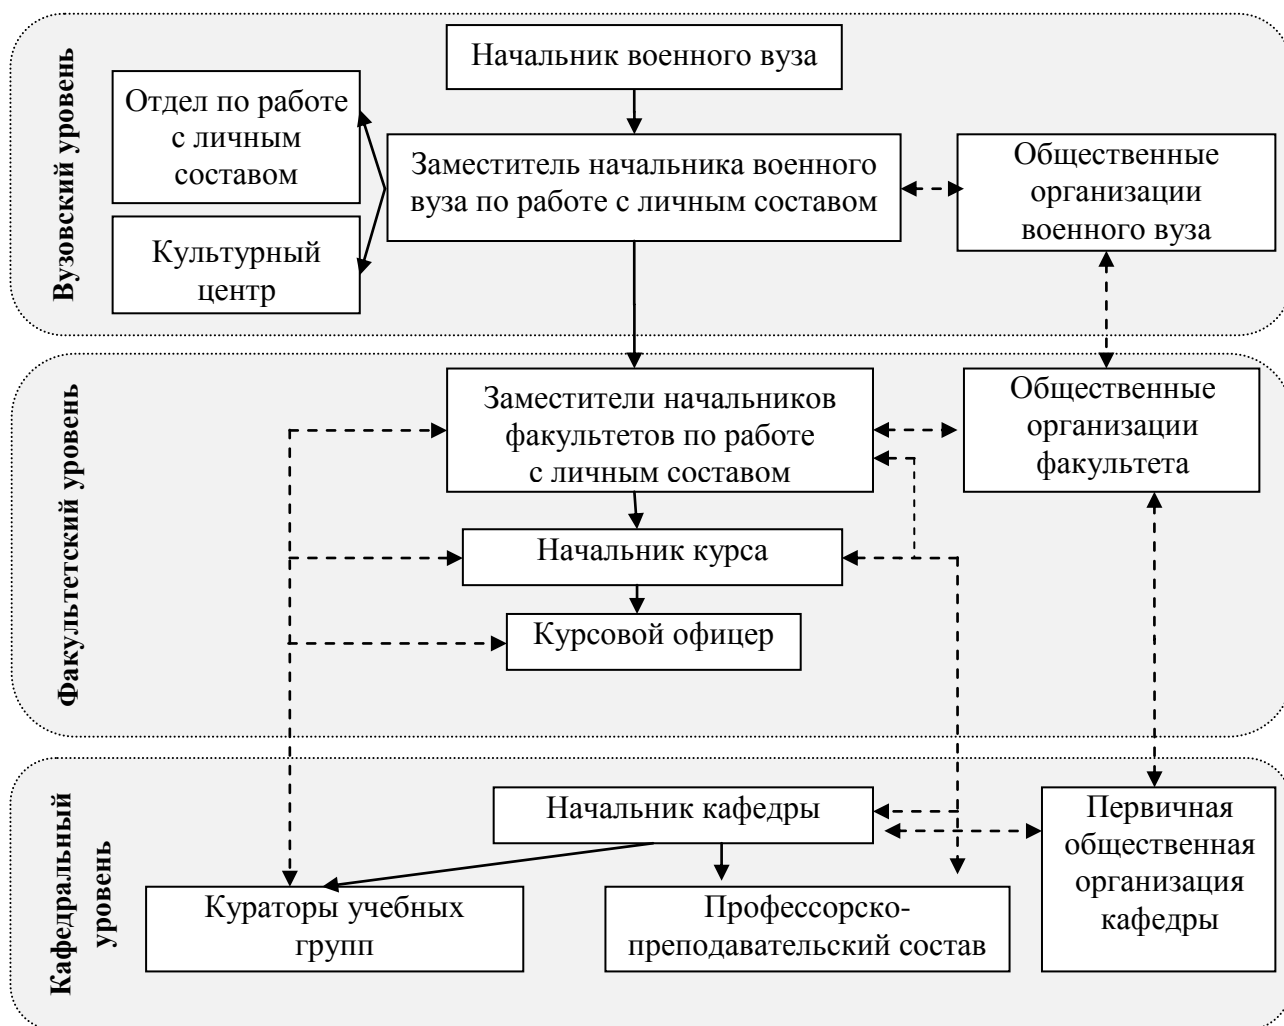 Вузовский уровень
Начальник военного вуза
Отдел по работе
с личным
составом
Культурный
центр
Заместитель начальника военного
вуза по работе с личным составом
Общественные
организации
военного вуза
Факультетский уровень
Заместители начальников
факультетов по работе
с личным составом
Общественные
организации
факультета
Начальник курса
Курсовой офицер
Кафедральный
уровень
Начальник кафедры
Кураторы учебных
групп
Профессорско-
преподавательский состав
Первичная
общественная
организация
кафедры